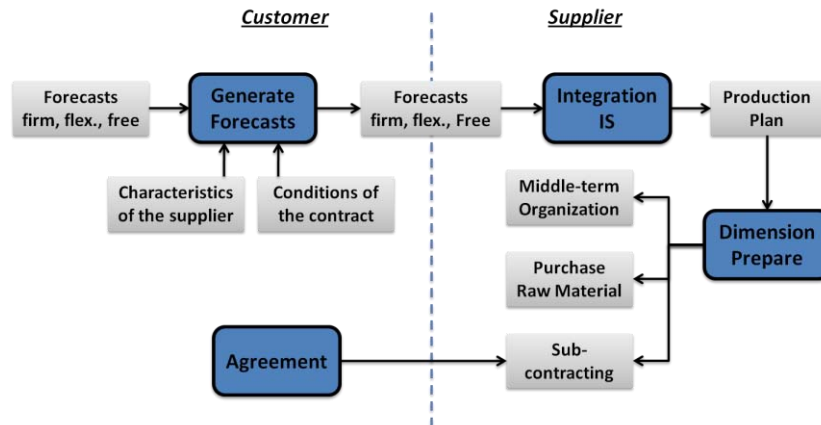 Customer
Supplier
Forecasts
firm, flex., free
Generate
Forecasts
Forecasts
firm, flex., Free
Integration
IS
Production
Plan
Characteristics
of the supplier
Conditions of
the contract
Middle-term
Organization
Dimension
Prepare
Purchase
Raw Material
Agreement
Sub-
contracting